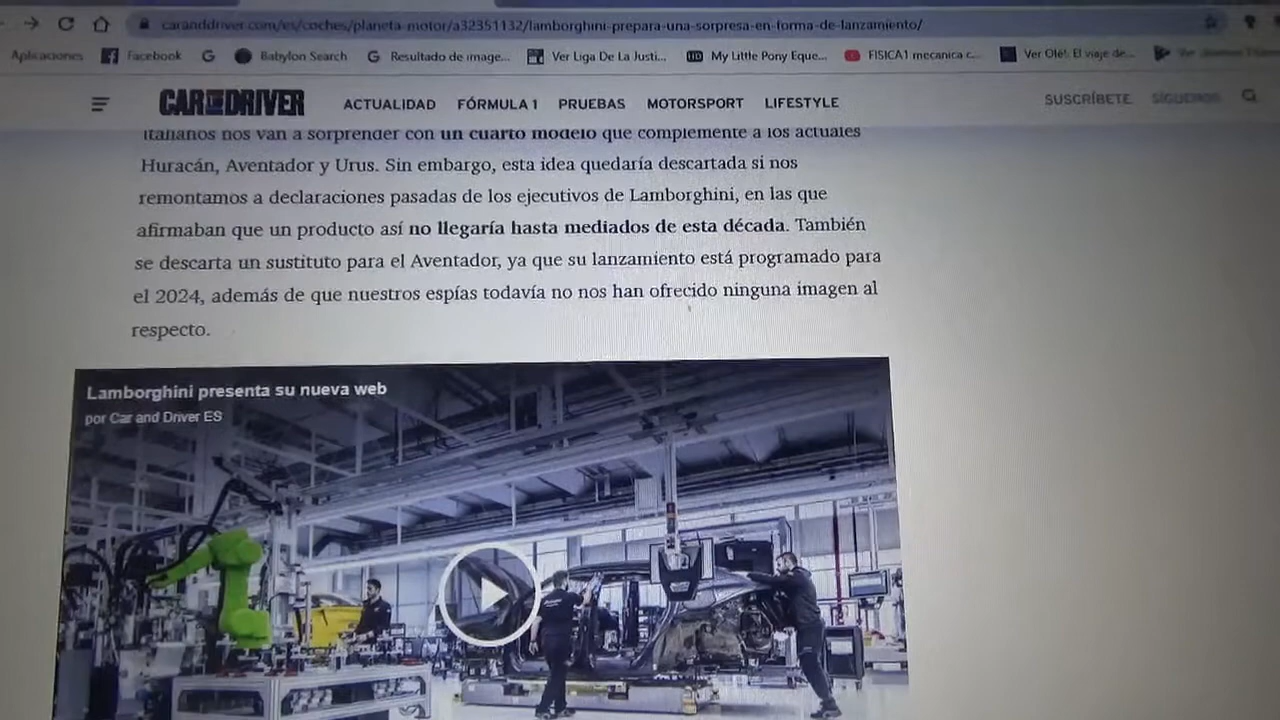 caranddriver.com/es/coches/planeta-motor/a32351132/lamborghini-prepara-una-sorpresa-en-forma-de-lanzamiento/
Aplicaciones Facebook Babylon Search Resultado de image... Ver Liga De La Justi... My Little Pony Eque... FISICA1 mecanica c... Ver Olé!. El viaje de...
CAR AND DRIVER ACTUALIDAD FÓRMULA 1 PRUEBAS MOTORSPORT LIFESTYLE SUSCRÍBETE SÍGUENOS
italianos nos van a sorprender con un cuarto modelo que complemente a los actuales
Huracán, Aventador y Urus. Sin embargo, esta idea quedaría descartada si nos
remontamos a declaraciones pasadas de los ejecutivos de Lamborghini, en las que
afirmaban que un producto así no llegaría hasta mediados de esta década. También
se descarta un sustituto para el Aventador, ya que su lanzamiento está programado para
el 2024, además de que nuestros espías todavía no nos han ofrecido ninguna imagen al
respecto.
Lamborghini presenta su nueva web
por Car and Driver ES